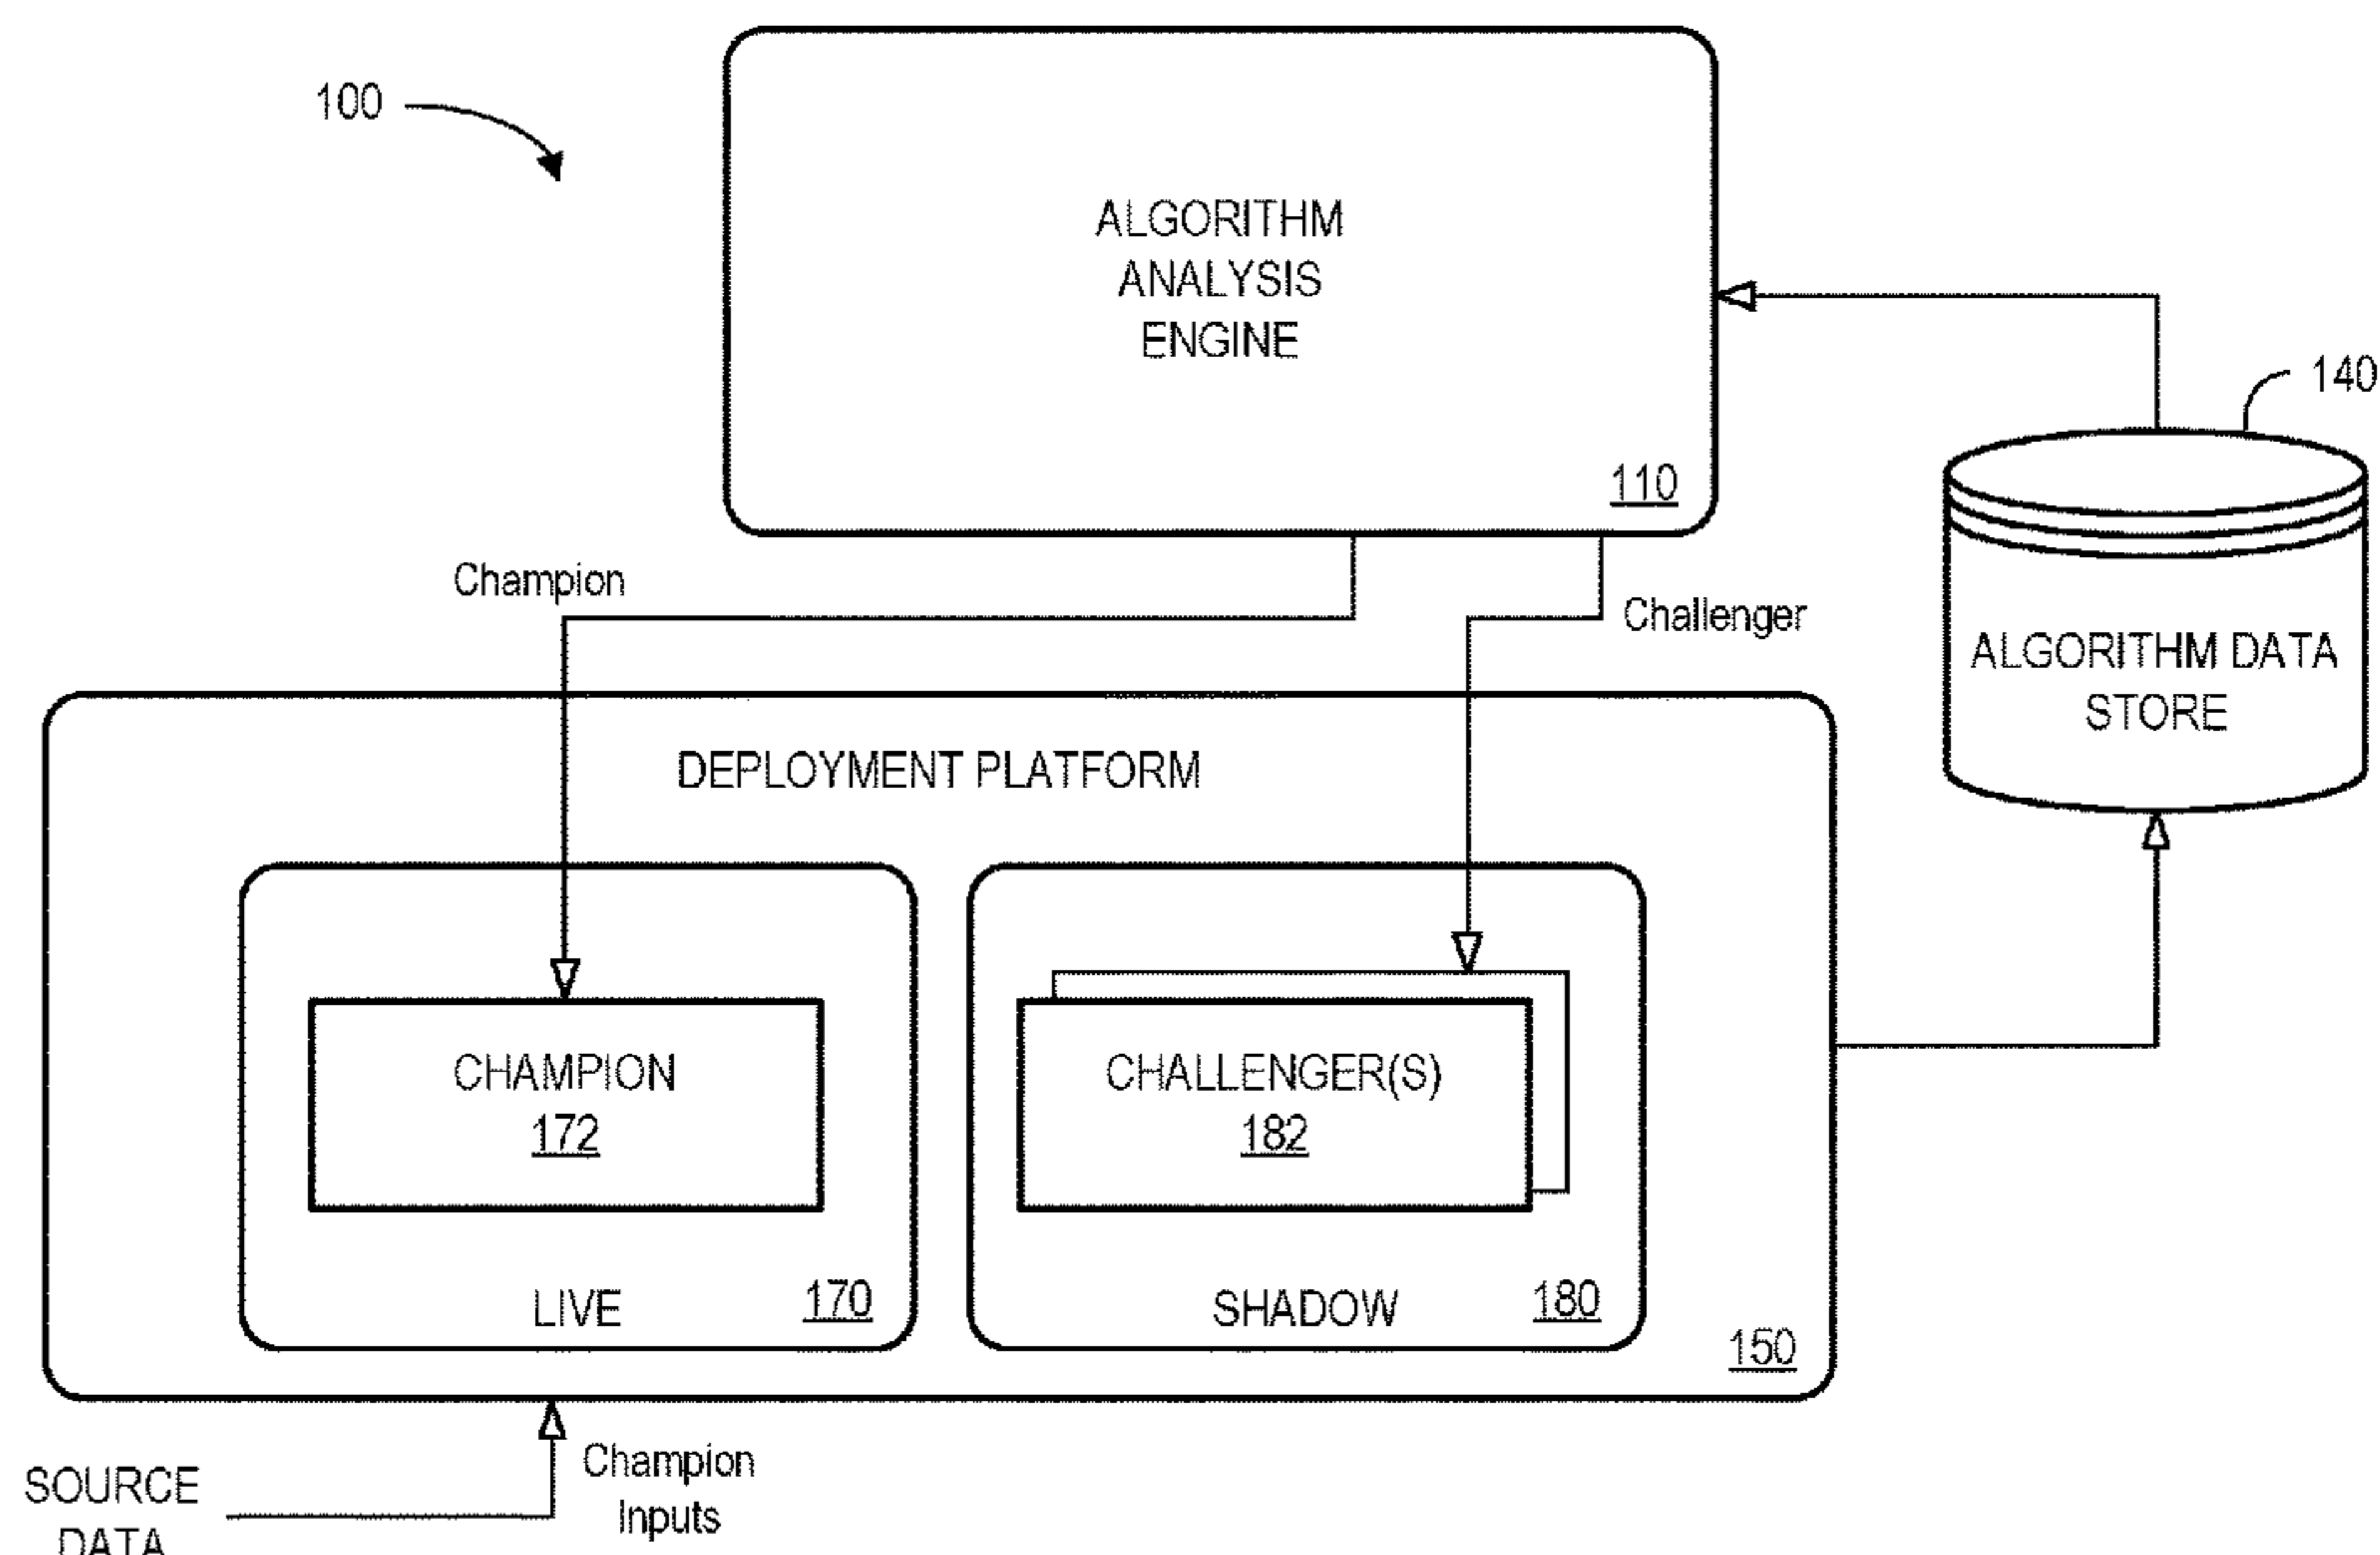 100
ALGORITHM
ANALYSIS
ENGINE
110
140
Champion
Challenger
ALGORITHM DATA
STORE
DEPLOYMENT PLATFORM
CHAMPION
172
CHALLENGER(S)
182
LIVE
170
SHADOW
180
150
SOURCE
DATA
Champion
Inputs